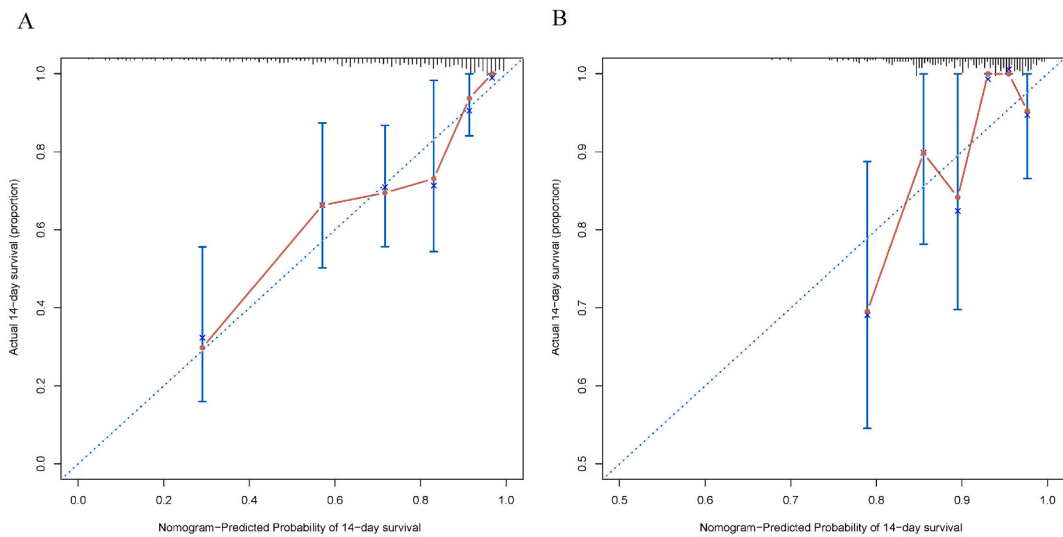 A
B
Actual 14-day survival (proportion)
1.0
0.8
0.6
0.4
0.2
0.0
0.0 0.2 0.4 0.6 0.8 1.0
Nomogram-Predicted Probability of 14-day survival
Actual 14-day survival (proportion)
1.0
0.9
0.8
0.7
0.6
0.5
0.5 0.6 0.7 0.8 0.9 1.0
Nomogram-Predicted Probability of 14-day survival